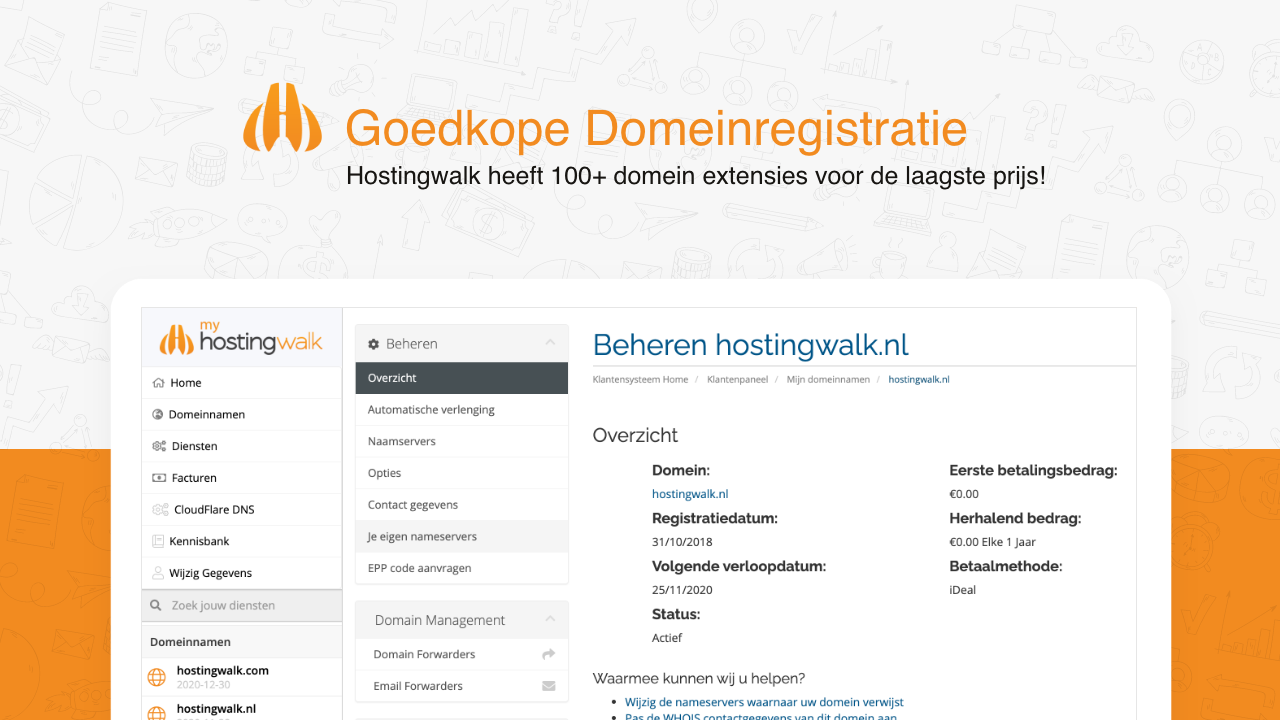 Goedkope Domeinregistratie
Hostingwalk heeft 100+ domein extensies voor de laagste prijs!
my
hostingwalk
Home
Domeinnamen
Diensten
Facturen
CloudFlare DNS
Kennisbank
Wijzig Gegevens
Zoek jouw diensten
Domeinnamen
hostingwalk.com
2020-12-30
hostingwalk.nl
Beheren
Overzicht
Automatische verlenging
Naamservers
Opties
Contact gegevens
Je eigen nameservers
EPP code aanvragen
Domain Management
Domain Forwarders
Email Forwarders
Beheren hostingwalk.nl
Klantensysteem Home / Klantenpaneel / Mijn domeinnamen / hostingwalk.nl
Overzicht
Domein:
hostingwalk.nl
Registratiedatum:
31/10/2018
Volgende verloopdatum:
25/11/2020
Status:
Actief
Eerste betalingsbedrag:
€0.00
Herhalend bedrag:
€0.00 Elke 1 Jaar
Betaalmethode:
iDeal
Waarmee kunnen wij u helpen?
• Wijzig de nameservers waarnaar uw domein verwijst
• Pas de WHOIS contactgegevens van dit domein aan